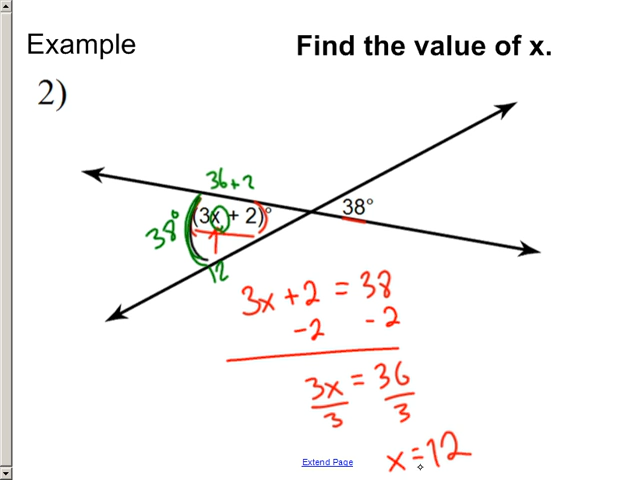 Example
Find the value of x.
2)
36+2
(3x + 2)°
38°
38°
12
3x+2 = 38
-2 -2
3x = 36
3 3
x=12
Extend Page